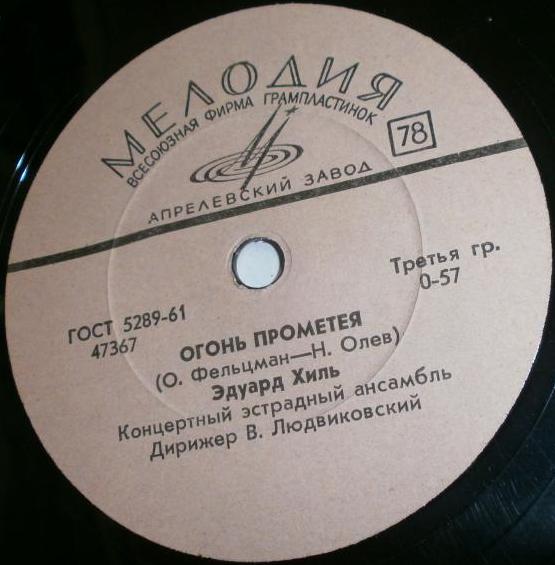 МЕЛОДИЯ
ВСЕСОЮЗНАЯ ФИРМА ГРАМПЛАСТИНОК
78
АПРЕЛЕВСКИЙ ЗАВОД
Третья гр.
0-57
ГОСТ 5289-61
47367
ОГОНЬ ПРОМЕТЕЯ
(О. Фельцман—Н. Олев)
Эдуард Хиль
Концертный эстрадный ансамбль
Дирижер В. Людвиковский